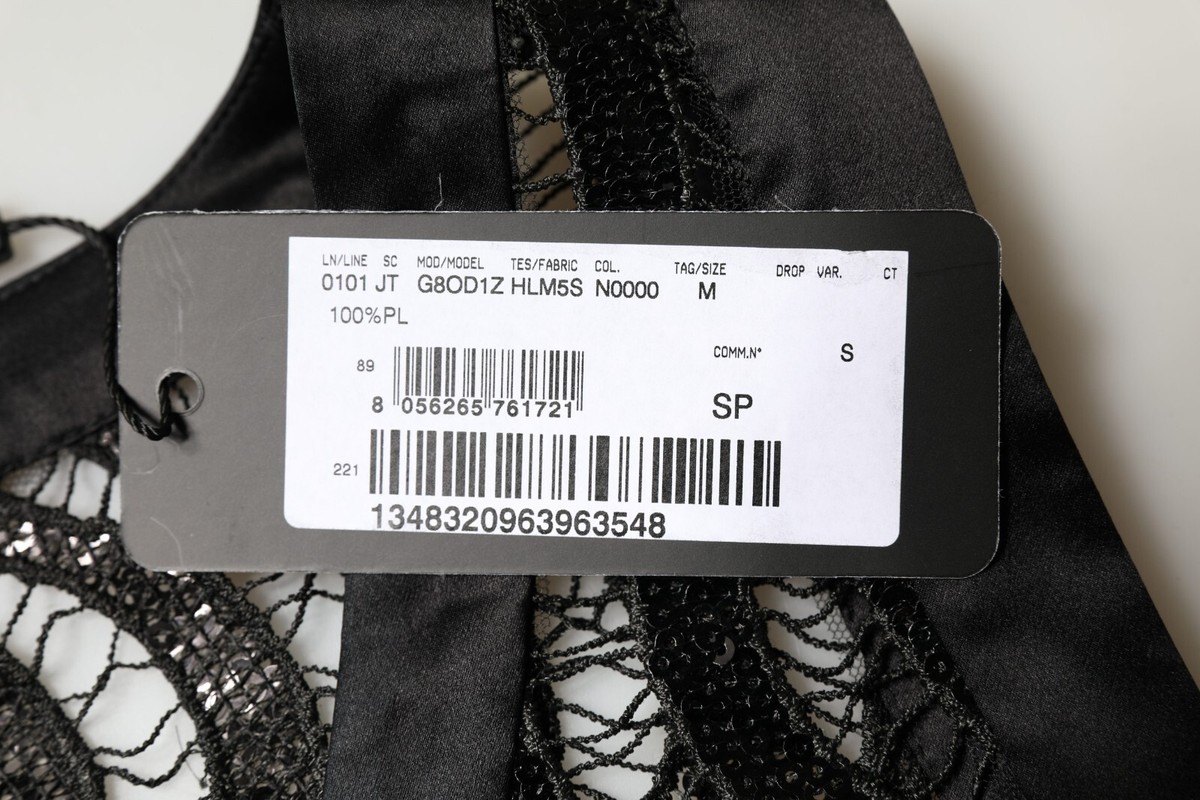 LN/LINE SC MOD/MODEL TES/FABRIC COL. TAG/SIZE DROP VAR. CT
0101 JT G8OD1Z HLM5S N0000 M
100%PL
COMM.N° S
89
8 056265 761721
SP
221
1348320963963548